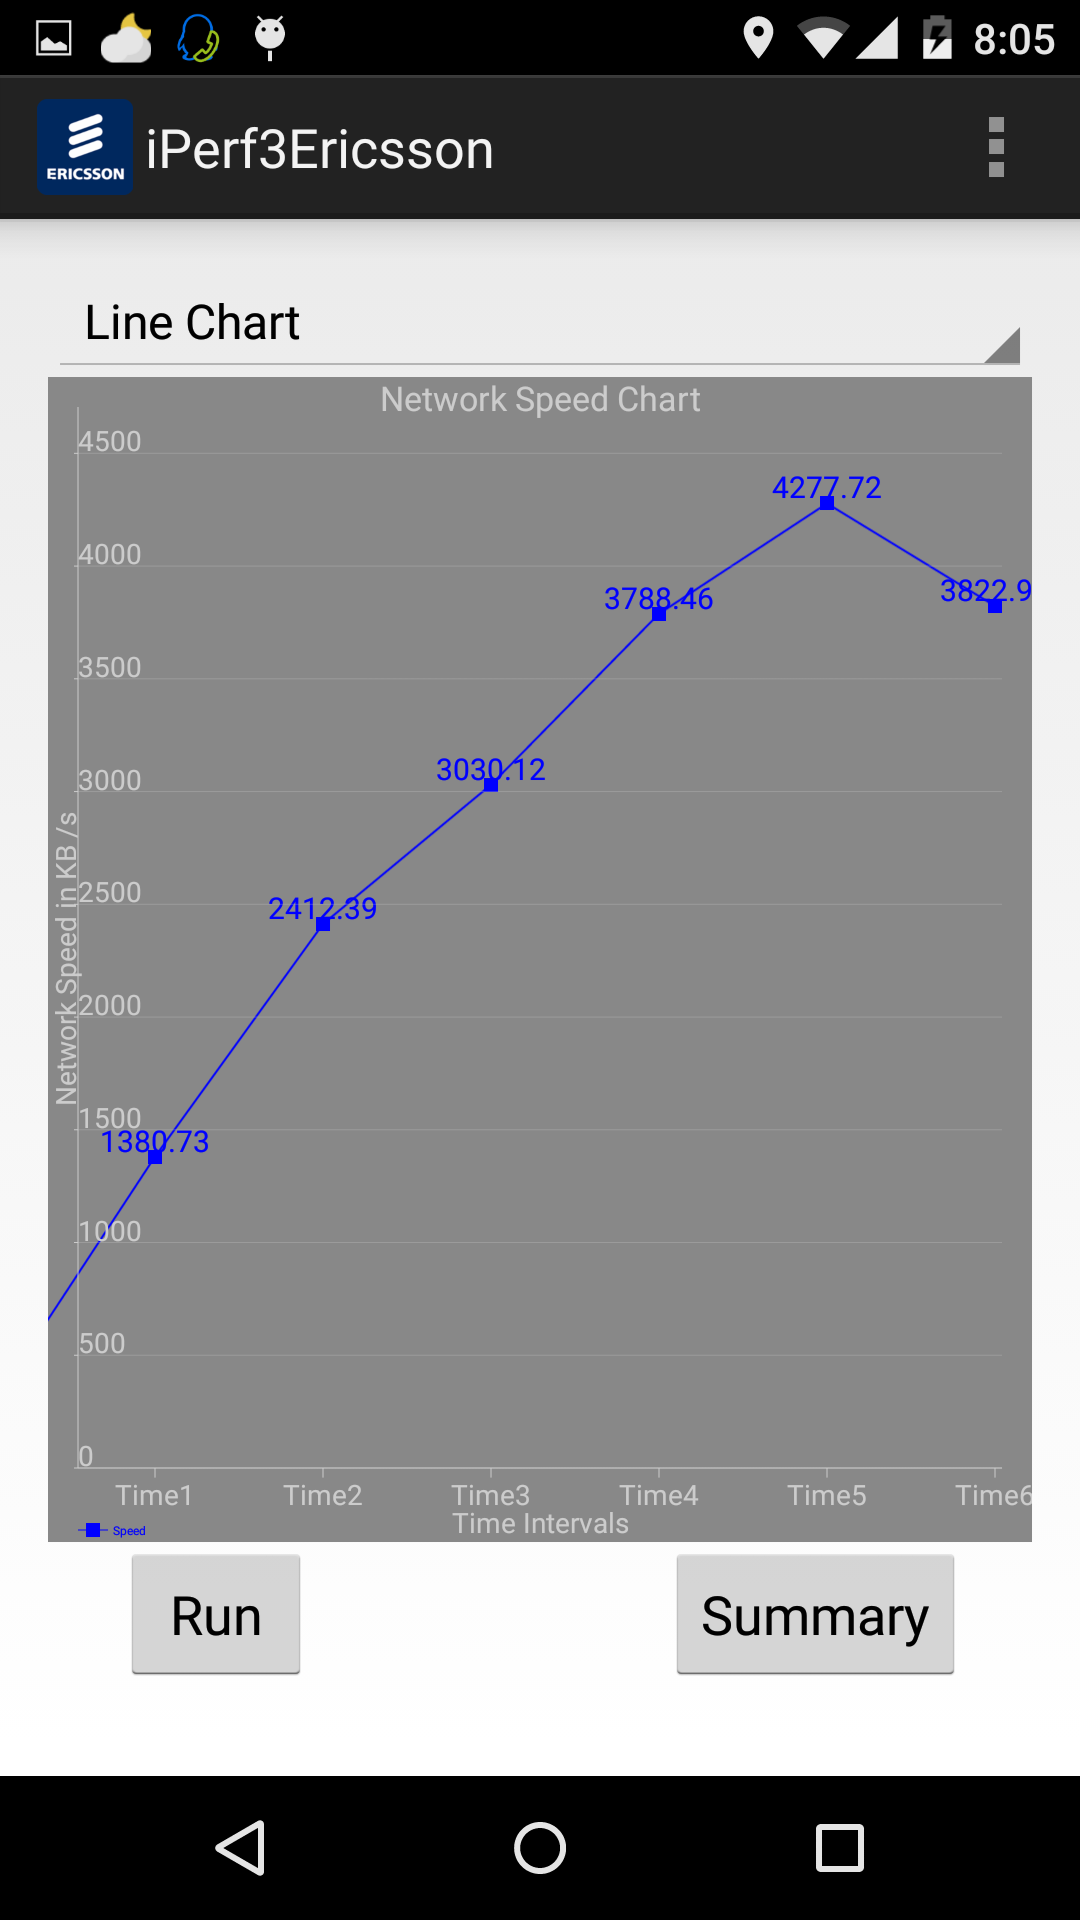 8:05
ERICSSON
iPerf3Ericsson
Line Chart
Network Speed Chart
4500
4277.72
4000
3822.9
3788.46
3500
3030.12
3000
Network Speed in KB /s
2500
2412.39
2000
1500
1380.73
1000
500
0
Time1 Time2 Time3 Time4 Time5 Time6
Time Intervals
Speed
Run Summary